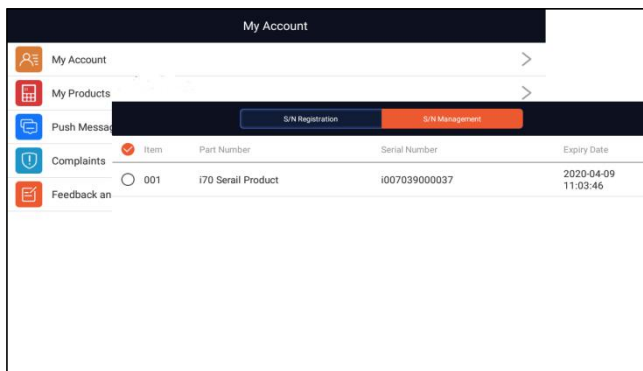 My Account
My Account
My Products
Push Messag
Complaints
Feedback an
S/N Registration S/N Management
Item Part Number Serial Number Expiry Date
001 i70 Serail Product i007039000037 2020-04-09
11:03:46